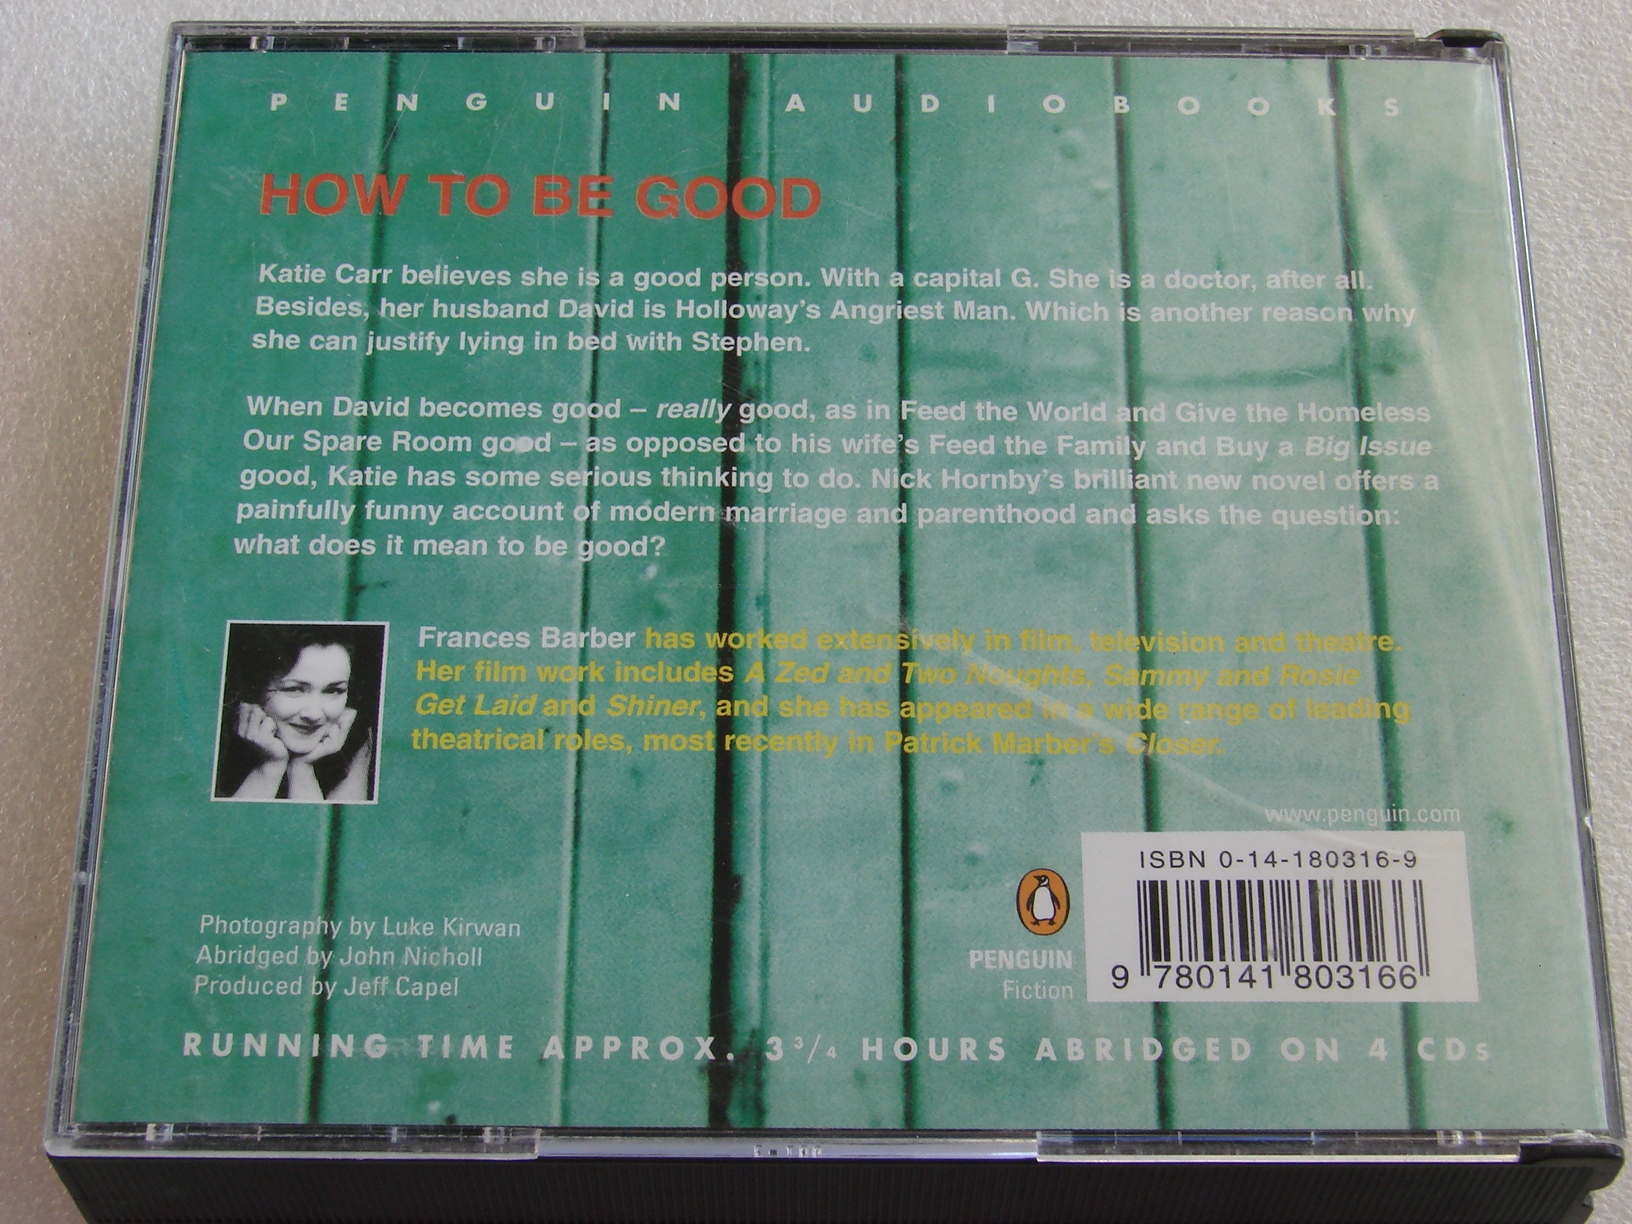 PENGUIN AUDIOBOOKS
HOW TO BE GOOD
Katie Carr believes she is a good person. With a capital G. She is a doctor, after all.
Besides, her husband David is Holloway's Angriest Man. Which is another reason why
she can justify lying in bed with Stephen.
When David becomes good – really good, as in Feed the World and Give the Homeless
Our Spare Room good – as opposed to his wife's Feed the Family and Buy a Big Issue
good, Katie has some serious thinking to do. Nick Hornby's brilliant new novel offers a
painfully funny account of modern marriage and parenthood and asks the question:
what does it mean to be good?
Frances Barber has worked extensively in film, television and theatre.
Her film work includes A Zed and Two Noughts, Sammy and Rosie
Get Laid and Shiner, and she has appeared in a wide range of leading
theatrical roles, most recently in Patrick Marber's Closer.
www.penguin.com
ISBN 0-14-180316-9
9 780141 803166
PENGUIN
Fiction
Photography by Luke Kirwan
Abridged by John Nicholl
Produced by Jeff Capel
RUNNING TIME APPROX. 3 3/4 HOURS ABRIDGED ON 4 CDs